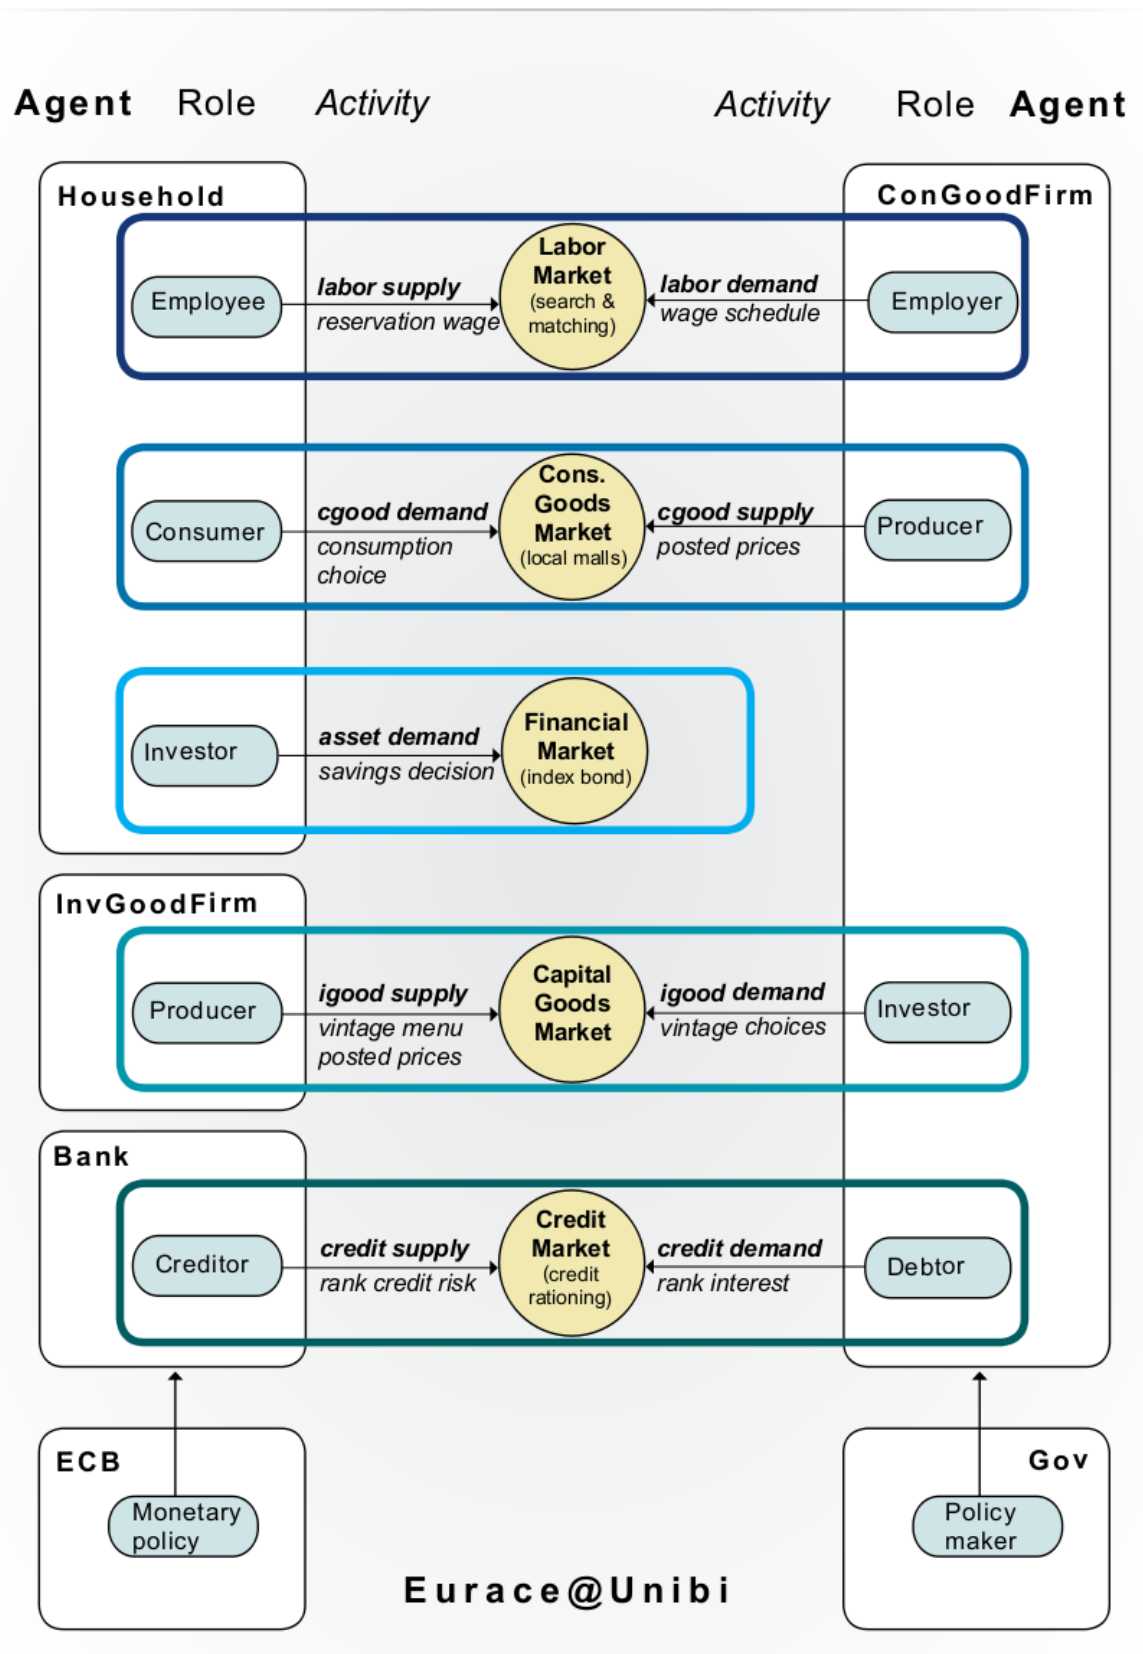 Agent Role Activity Activity Role Agent
Household
ConGoodFirm
Employee
labor supply
reservation wage
Labor
Market
(search &
matching)
labor demand
wage schedule
Employer
Consumer
cgood demand
consumption
choice
Cons.
Goods
Market
(local malls)
cgood supply
posted prices
Producer
Investor
asset demand
savings decision
Financial
Market
(index bond)
InvGoodFirm
Producer
igood supply
vintage menu
posted prices
Capital
Goods
Market
igood demand
vintage choices
Investor
Bank
Creditor
credit supply
rank credit risk
Credit
Market
(credit
rationing)
credit demand
rank interest
Debtor
ECB
Monetary
policy
Gov
Policy
maker
Eurace@Unibi